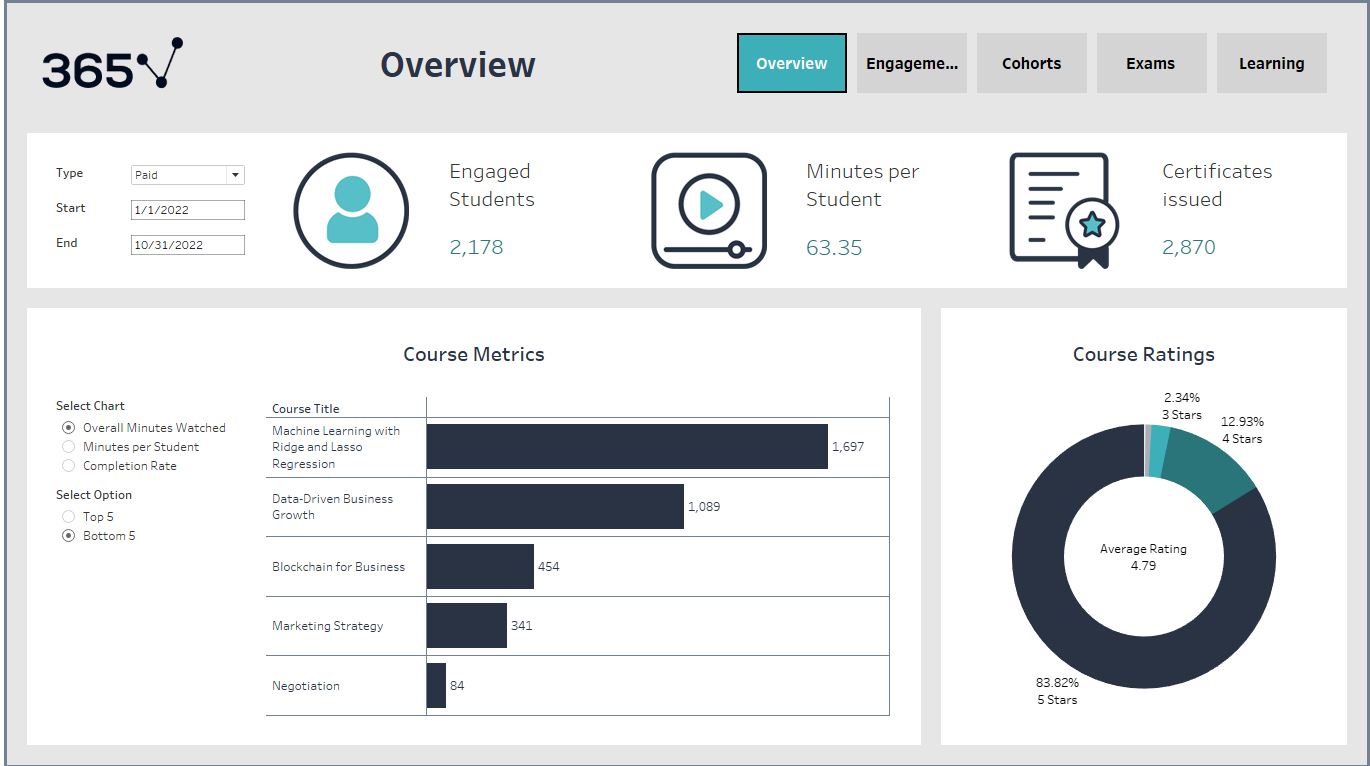 365
Overview
Overview
Engageme...
Cohorts
Exams
Learning
Type
Paid
Start
1/1/2022
End
10/31/2022
Engaged
Students
2,178
Minutes per
Student
63.35
Certificates
issued
2,870
Course Metrics
Select Chart
Overall Minutes Watched
Minutes per Student
Completion Rate
Select Option
Top 5
Bottom 5
Course Title
Machine Learning with
Ridge and Lasso
Regression
1,697
Data-Driven Business
Growth
1,089
Blockchain for Business
454
Marketing Strategy
341
Negotiation
84
Course Ratings
2.34%
3 Stars
12.93%
4 Stars
Average Rating
4.79
83.82%
5 Stars